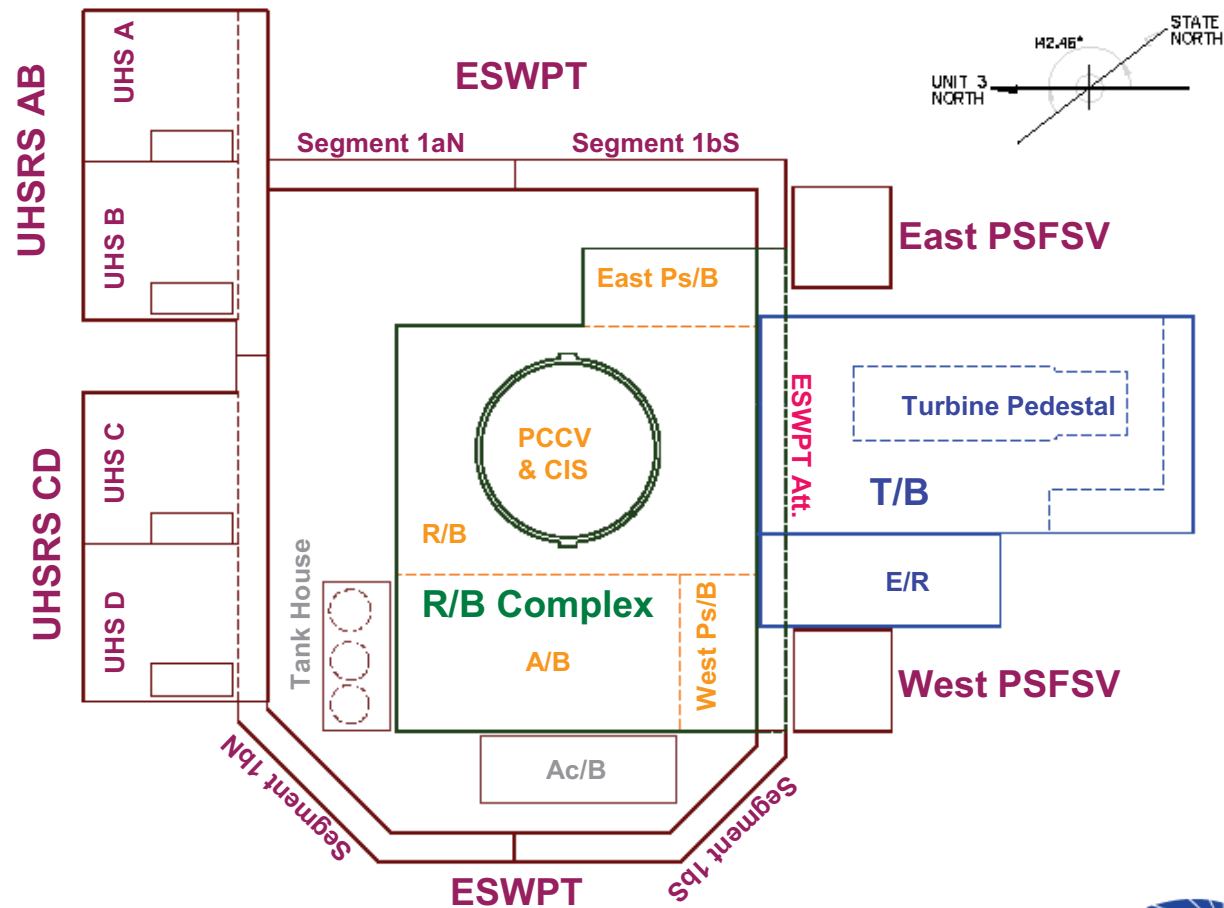 STATE
NORTH
142.46°
UNIT 3
NORTH
ESWPT
UHSRS AB
UHS A
UHS B
Segment 1aN
Segment 1bS
East PSFSV
East Ps/B
PCCV
& CIS
ESWPT Att.
Turbine Pedestal
T/B
R/B
E/R
UHSRS CD
UHS C
UHS D
Tank House
R/B Complex
A/B
West Ps/B
West PSFSV
Ac/B
Segment 1bN
Segment 1bS
ESWPT